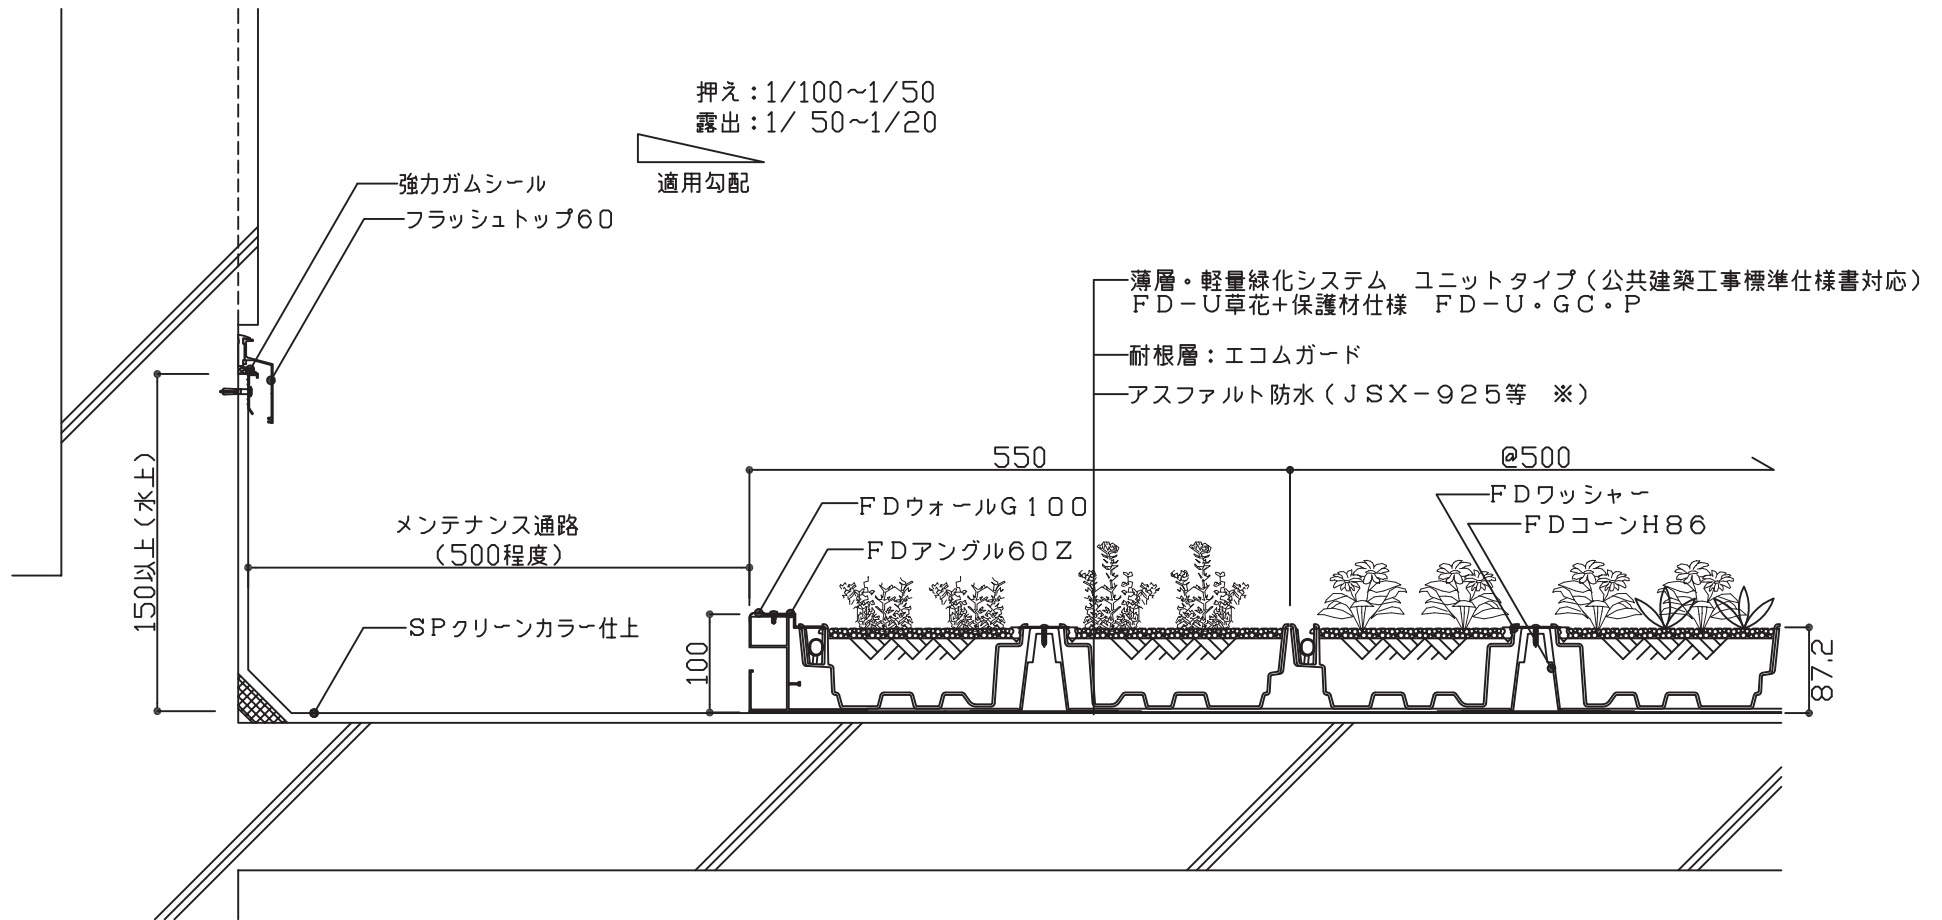 押え：1/100～1/50
露出：1/ 50～1/20
適用勾配
強力ガムシール
フラッシュトップ60
薄層・軽量緑化システム　ユニットタイプ（公共建築工事標準仕様書対応）
ＦＤ－Ｕ草花+保護材仕様　ＦＤ－Ｕ・ＧＣ・Ｐ
耐根層：エコムガード
アスファルト防水（ＪＳＸ－９２５等　※）
550
@500
ＦＤワッシャー
ＦＤコーンＨ８６
ＦＤウォールＧ１００
ＦＤアングル６０Ｚ
メンテナンス通路
（500程度）
150以上（水上）
ＳＰクリーンカラー仕上
100
87.2